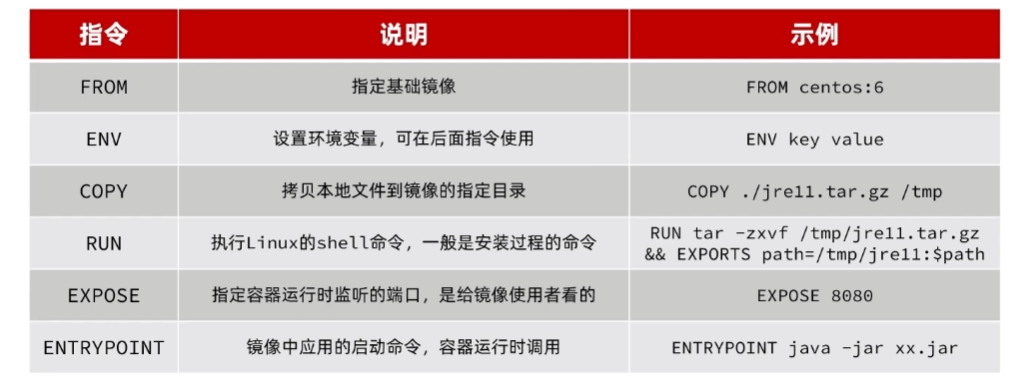 指令 说明 示例
FROM 指定基础镜像 FROM centos:6
ENV 设置环境变量，可在后面指令使用 ENV key value
COPY 拷贝本地文件到镜像的指定目录 COPY ./jre11.tar.gz /tmp
RUN 执行Linux的shell命令，一般是安装过程的命令 RUN tar -zxvf /tmp/jre11.tar.gz
&& EXPORTS path=/tmp/jre11:$path
EXPOSE 指定容器运行时监听的端口，是给镜像使用者看的 EXPOSE 8080
ENTRYPOINT 镜像中应用的启动命令，容器运行时调用 ENTRYPOINT java -jar xx.jar